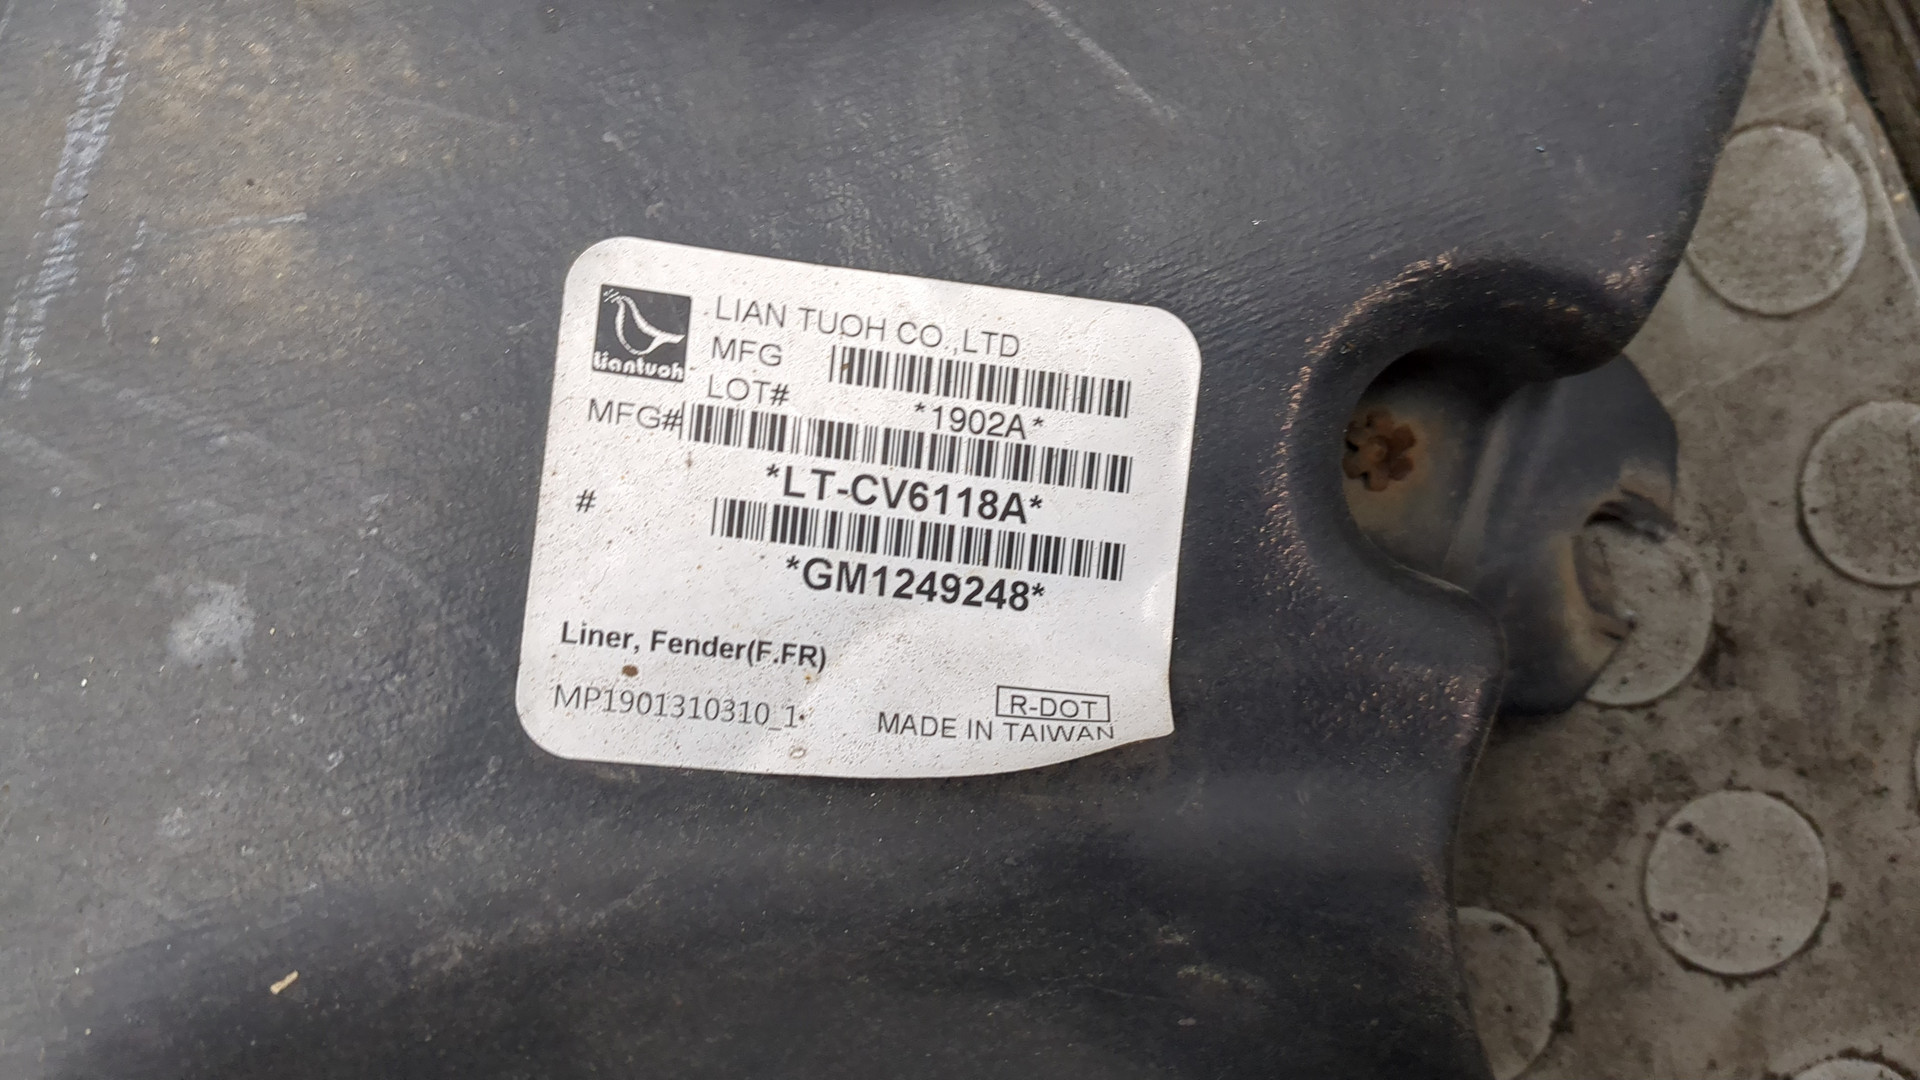 liantuoh
LIAN TUOH CO.,LTD
MFG
LOT#
*1902A*
MFG#
*LT-CV6118A*
#
*GM1249248*
Liner, Fender(F.FR)
MP1901310310_1
R-DOT
MADE IN TAIWAN